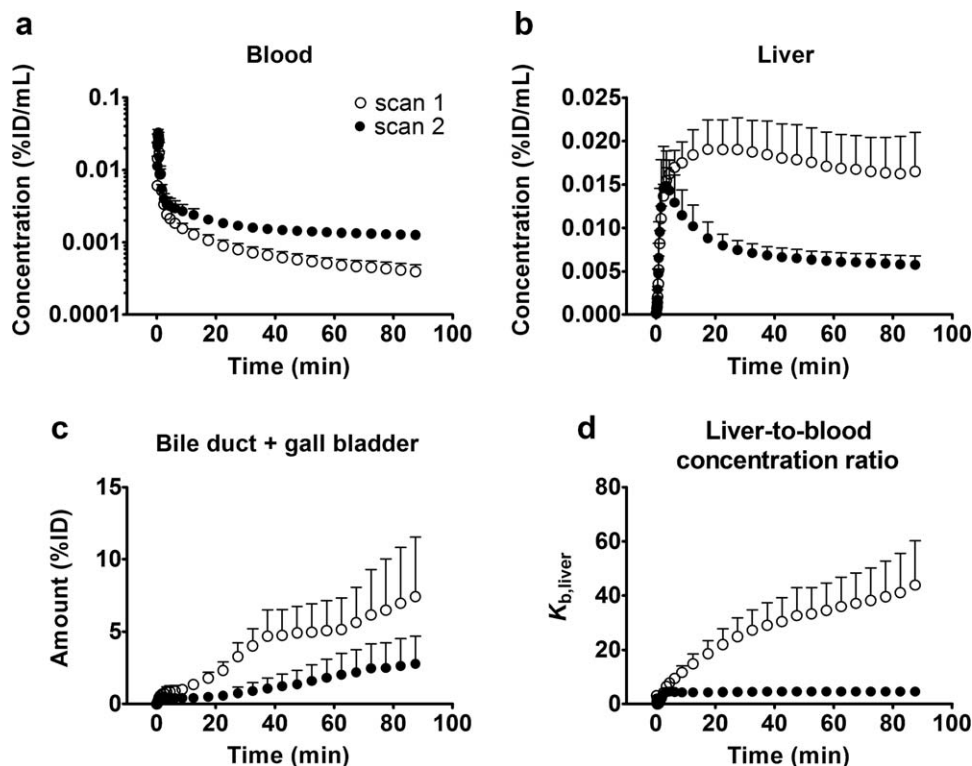 a
Blood
Concentration (%ID/mL)
0.1
0.01
0.001
0.0001
scan 1
scan 2
0 20 40 60 80 100
Time (min)
b
Liver
Concentration (%ID/mL)
0.025
0.020
0.015
0.010
0.005
0.000
0 20 40 60 80 100
Time (min)
c
Bile duct + gall bladder
Amount (%ID)
15
10
5
0
0 20 40 60 80 100
Time (min)
d
Liver-to-blood
concentration ratio
Kb,liver
80
60
40
20
0
0 20 40 60 80 100
Time (min)